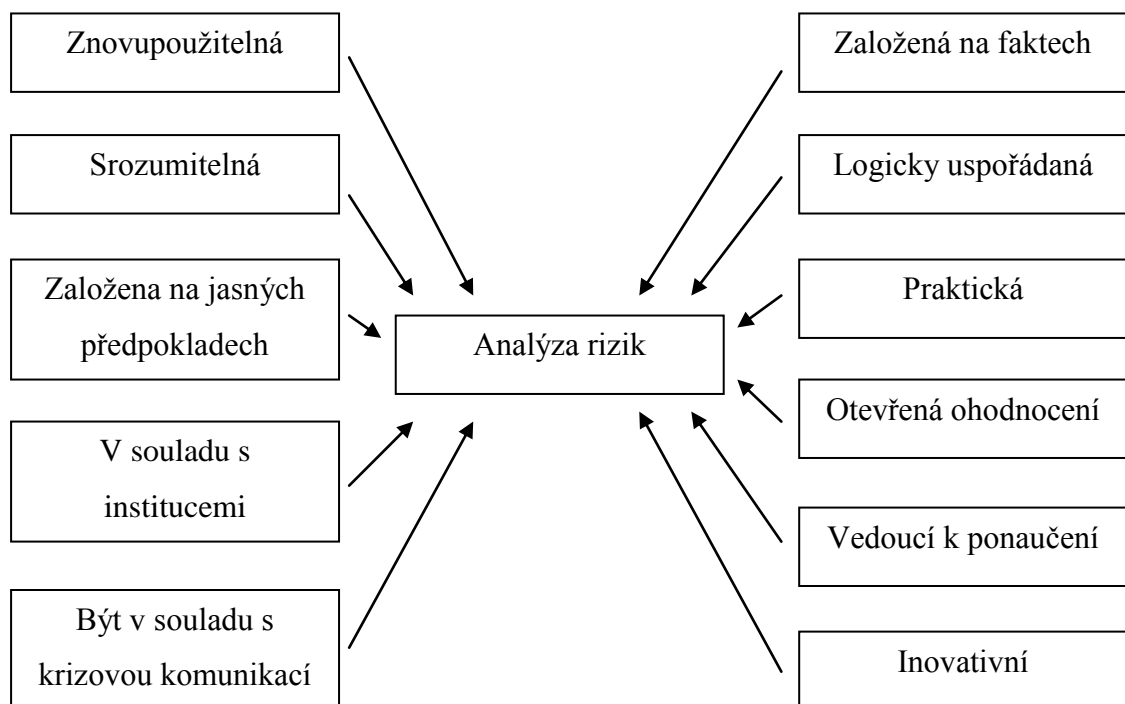 Znovupoužitelná
Srozumitelná
Založena na jasných
předpokladech
V souladu s
institucemi
Být v souladu s
krizovou komunikací
Analýza rizik
Založená na faktech
Logicky uspořádaná
Praktická
Otevřená ohodnocení
Vedoucí k ponaučení
Inovativní